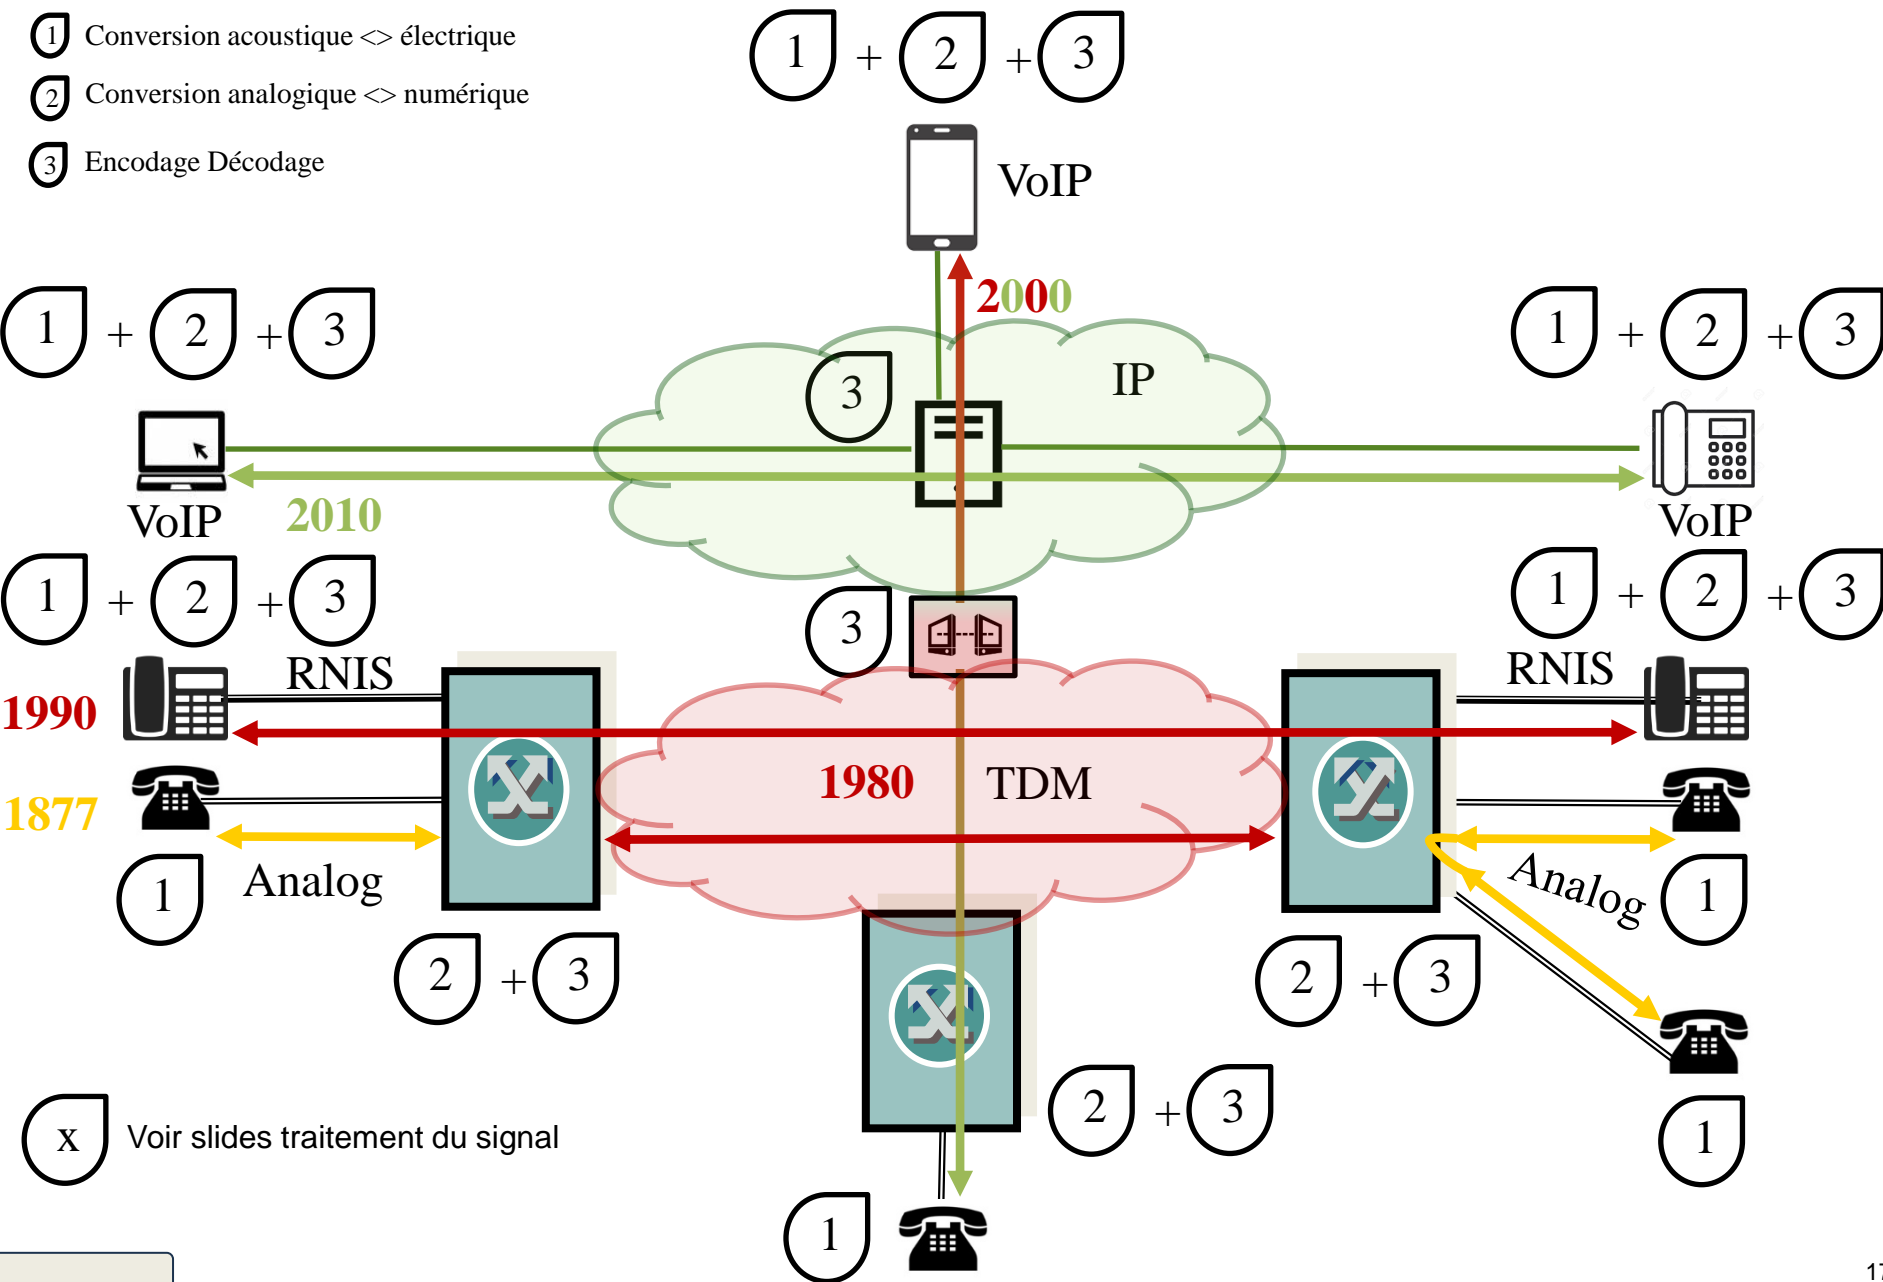 1 Conversion acoustique <> électrique
2 Conversion analogique <> numérique
3 Encodage Décodage
1 + 2 + 3
VoIP
2000
1 + 2 + 3
1 + 2 + 3
3
IP
VoIP
2010
VoIP
1 + 2 + 3
1 + 2 + 3
3
RNIS
RNIS
1990
1980
TDM
1877
1
Analog
Analog
1
2 + 3
2 + 3
2 + 3
1
x Voir slides traitement du signal
1
17